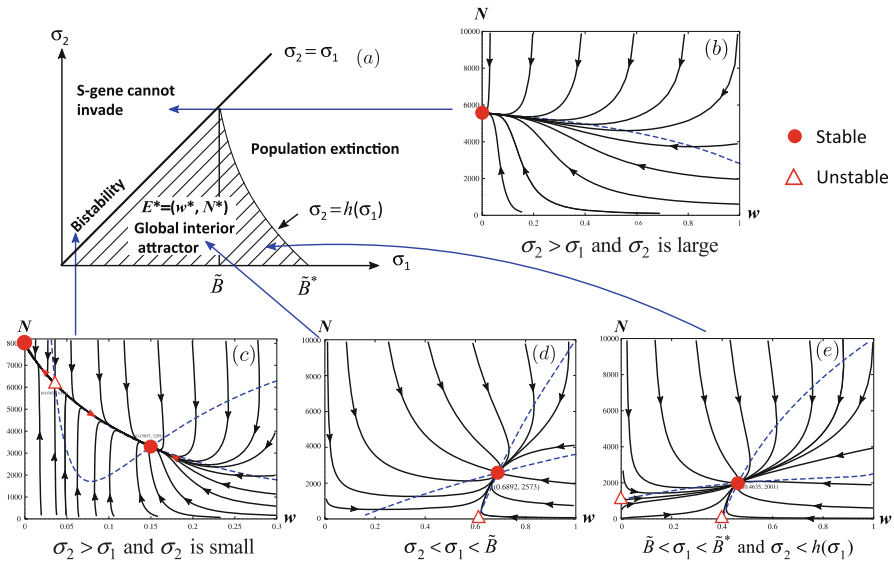 σ₂
σ₂=σ₁
(a)
S-gene cannot
invade
Population extinction
Bistability
E*=(w*, N*)
Global interior
attractor
σ₂=h(σ₁)
B̃
B̃*
σ₁
N
(b)
10000
8000
6000
4000
2000
0
0.2
0.4
0.6
0.8
1
w
σ₂>σ₁ and σ₂ is large
Stable
Unstable
N
(c)
8000
7000
6000
5000
4000
3000
2000
1000
0
0
0.05
0.1
0.15
0.2
0.25
0.3
w
σ₂>σ₁ and σ₂ is small
N
(d)
10000
8000
6000
4000
2000
0
(0.6892, 2573)
0
0.2
0.4
0.6
0.8
1
w
σ₂<σ₁<B̃
N
(e)
10000
8000
6000
4000
2000
0
(0.4635, 2001)
0
0.2
0.4
0.6
0.8
1
w
B̃<σ₁<B̃* and σ₂<h(σ₁)